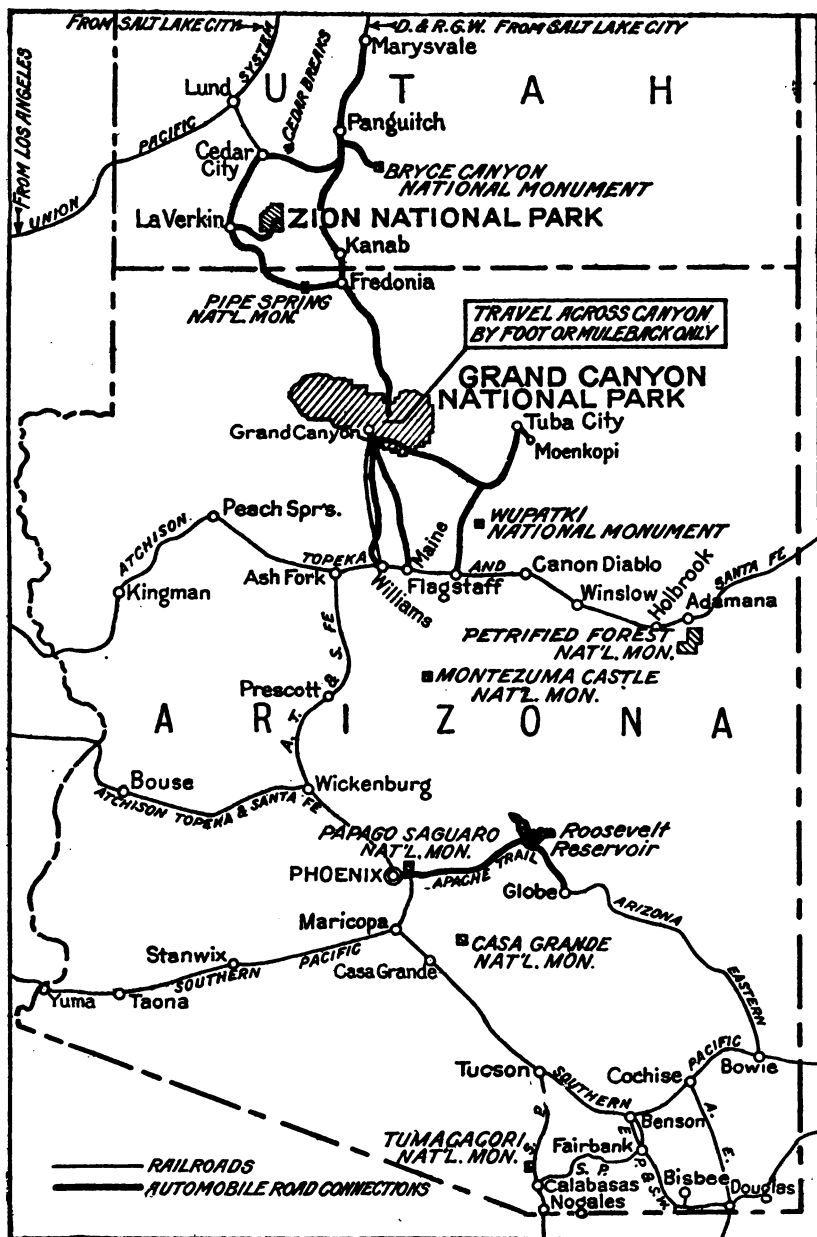 FROM SALT LAKE CITY
D. & R.G.W. FROM SALT LAKE CITY
FROM LOS ANGELES
Marysvale
UTAH
Lund
UNION PACIFIC SYSTEM
CEDAR BREAKS
Panguitch
Cedar
City
BRYCE CANYON
NATIONAL MONUMENT
La Verkin
ZION NATIONAL PARK
Kanab
Fredonia
PIPE SPRING
NAT'L. MON.
TRAVEL ACROSS CANYON
BY FOOT OR MULEBACK ONLY
GRAND CANYON
NATIONAL PARK
Grand Canyon
Tuba City
Moenkopi
Peach Spr's.
WUPATKI
NATIONAL MONUMENT
ATCHISON TOPEKA AND SANTA FE
Kingman
Ash Fork
Williams
Maine
Flagstaff
Canon Diablo
Winslow
Holbrook
Adamana
PETRIFIED FOREST
NAT'L. MON.
A. T. & S. FE
MONTEZUMA CASTLE
NAT'L. MON.
Prescott
ARIZONA
Bouse
Wickenburg
ATCHISON TOPEKA & SANTA FE
PAPAGO SAGUARO
NAT'L. MON.
Roosevelt
Reservoir
PHOENIX
APACHE TRAIL
Globe
ARIZONA EASTERN
Maricopa
CASA GRANDE
NAT'L. MON.
Stanwix
SOUTHERN PACIFIC
Casa Grande
Yuma
Taona
Tucson
SOUTHERN PACIFIC
Cochise
Bowie
Benson
A. E.
S. P.
TUMAGACORI
NAT'L. MON.
Fairbank
E. P. & S.W.
S. P.
Calabasas
Bisbee
Douglas
Nogales
RAILROADS
AUTOMOBILE ROAD CONNECTIONS